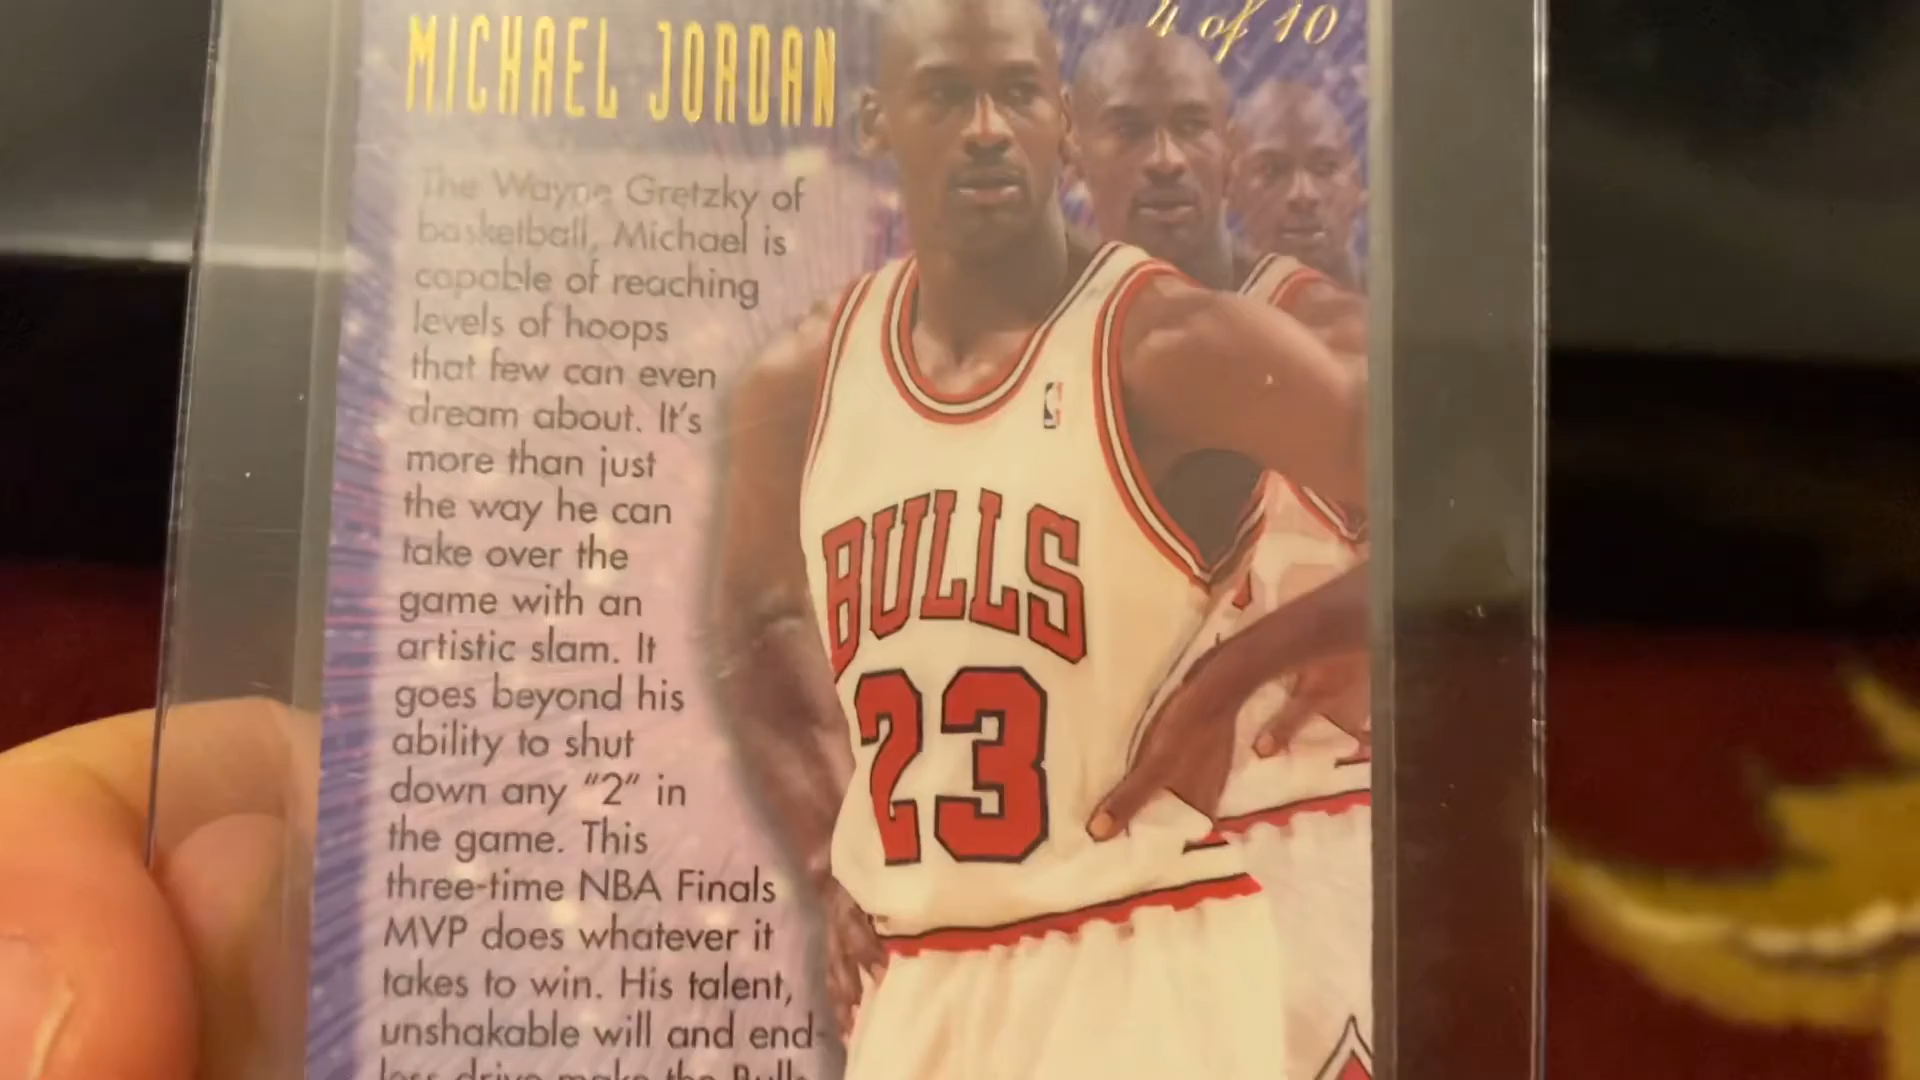 MICHAEL JORDAN
4 of 10
The Wayne Gretzky of
basketball, Michael is
capable of reaching
levels of hoops
that few can even
dream about. It's
more than just
the way he can
take over the
game with an
artistic slam. It
goes beyond his
ability to shut
down any "2" in
the game. This
three-time NBA Finals
MVP does whatever it
takes to win. His talent,
unshakable will and end-
less drive make the Bulls
BULLS
23